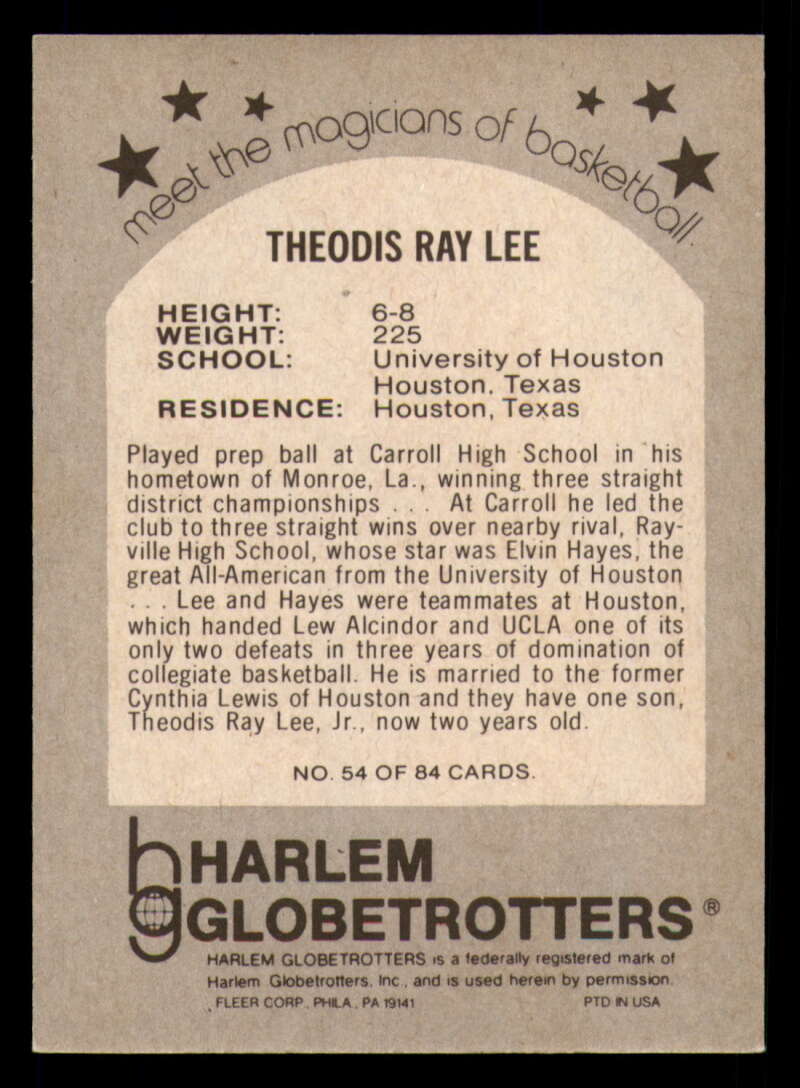 meet the magicians of basketball.
THEODIS RAY LEE
HEIGHT: 6-8
WEIGHT: 225
SCHOOL: University of Houston
Houston, Texas
RESIDENCE: Houston, Texas
Played prep ball at Carroll High School in his
hometown of Monroe, La., winning three straight
district championships . . . At Carroll he led the
club to three straight wins over nearby rival, Ray-
ville High School, whose star was Elvin Hayes, the
great All-American from the University of Houston
. . . Lee and Hayes were teammates at Houston,
which handed Lew Alcindor and UCLA one of its
only two defeats in three years of domination of
collegiate basketball. He is married to the former
Cynthia Lewis of Houston and they have one son,
Theodis Ray Lee, Jr., now two years old.
NO. 54 OF 84 CARDS.
hg HARLEM
GLOBETROTTERS®
HARLEM GLOBETROTTERS is a federally registered mark of
Harlem Globetrotters, Inc., and is used herein by permission.
FLEER CORP., PHILA., PA 19141 PTD IN USA